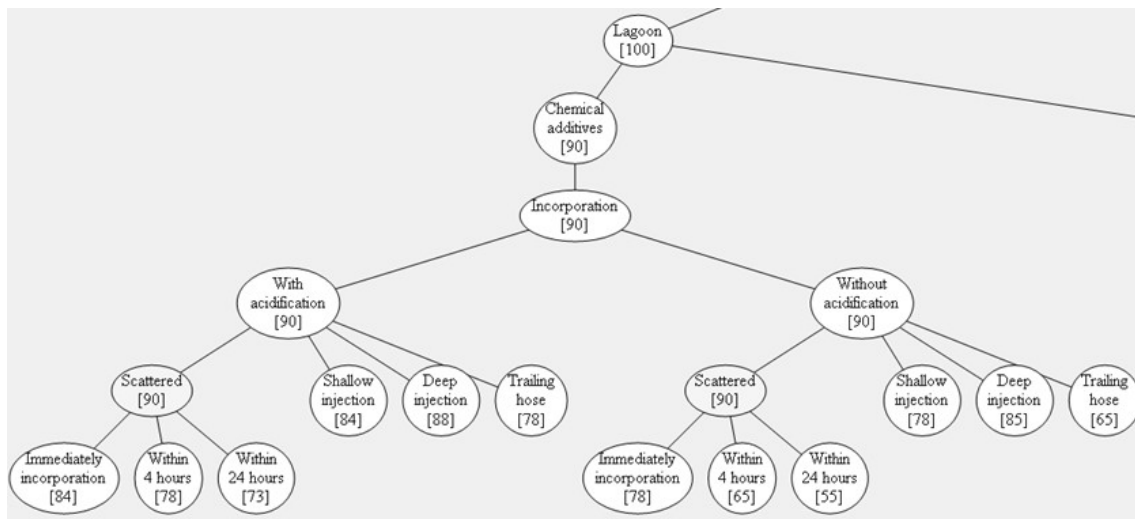 Lagoon
[100]
Chemical
additives
[90]
Incorporation
[90]
With
acidification
[90]
Without
acidification
[90]
Scattered
[90]
Shallow
injection
[84]
Deep
injection
[88]
Trailing
hose
[78]
Scattered
[90]
Shallow
injection
[78]
Deep
injection
[85]
Trailing
hose
[65]
Immediately
incorporation
[84]
Within
4 hours
[78]
Within
24 hours
[73]
Immediately
incorporation
[78]
Within
4 hours
[65]
Within
24 hours
[55]